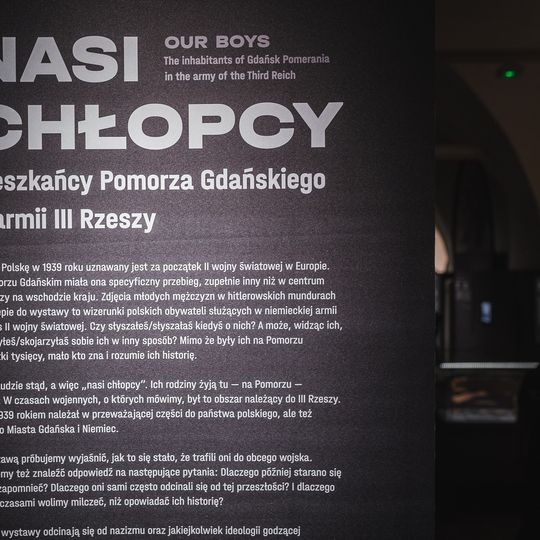 NASI
OUR BOYS
The inhabitants of Gdańsk Pomerania
in the army of the Third Reich
CHŁOPCY
eszkańcy Pomorza Gdańskiego
armii III Rzeszy
Polskę w 1939 roku uznawany jest za początek II wojny światowej w Europie.
orzu Gdańskim miała ona specyficzny przebieg, zupełnie inny niż w centrum
zy na wschodzie kraju. Zdjęcia młodych mężczyzn w hitlerowskich mundurach
ępie do wystawy to wizerunki polskich obywateli służących w niemieckiej armii
s II wojny światowej. Czy słyszałeś/słyszałaś kiedyś o nich? A może, widząc ich,
yłeś/skojarzyłaś sobie ich w inny sposób? Mimo że były ich na Pomorzu
tki tysięcy, mało kto zna i rozumie ich historię.
udzie stąd, a więc „nasi chłopcy”. Ich rodziny żyją tu — na Pomorzu —
. W czasach wojennych, o których mówimy, był to obszar należący do III Rzeszy.
939 rokiem należał w przeważającej części do państwa polskiego, ale też
o Miasta Gdańska i Niemiec.
awą próbujemy wyjaśnić, jak to się stało, że trafili oni do obcego wojska.
emy też znaleźć odpowiedź na następujące pytania: Dlaczego później starano się
zapomnieć? Dlaczego oni sami często odcinali się od tej przeszłości? I dlaczego
czasami wolimy milczeć, niż opowiadać ich historię?
wystawy odcinają się od nazizmu oraz jakiejkolwiek ideologii godzącej